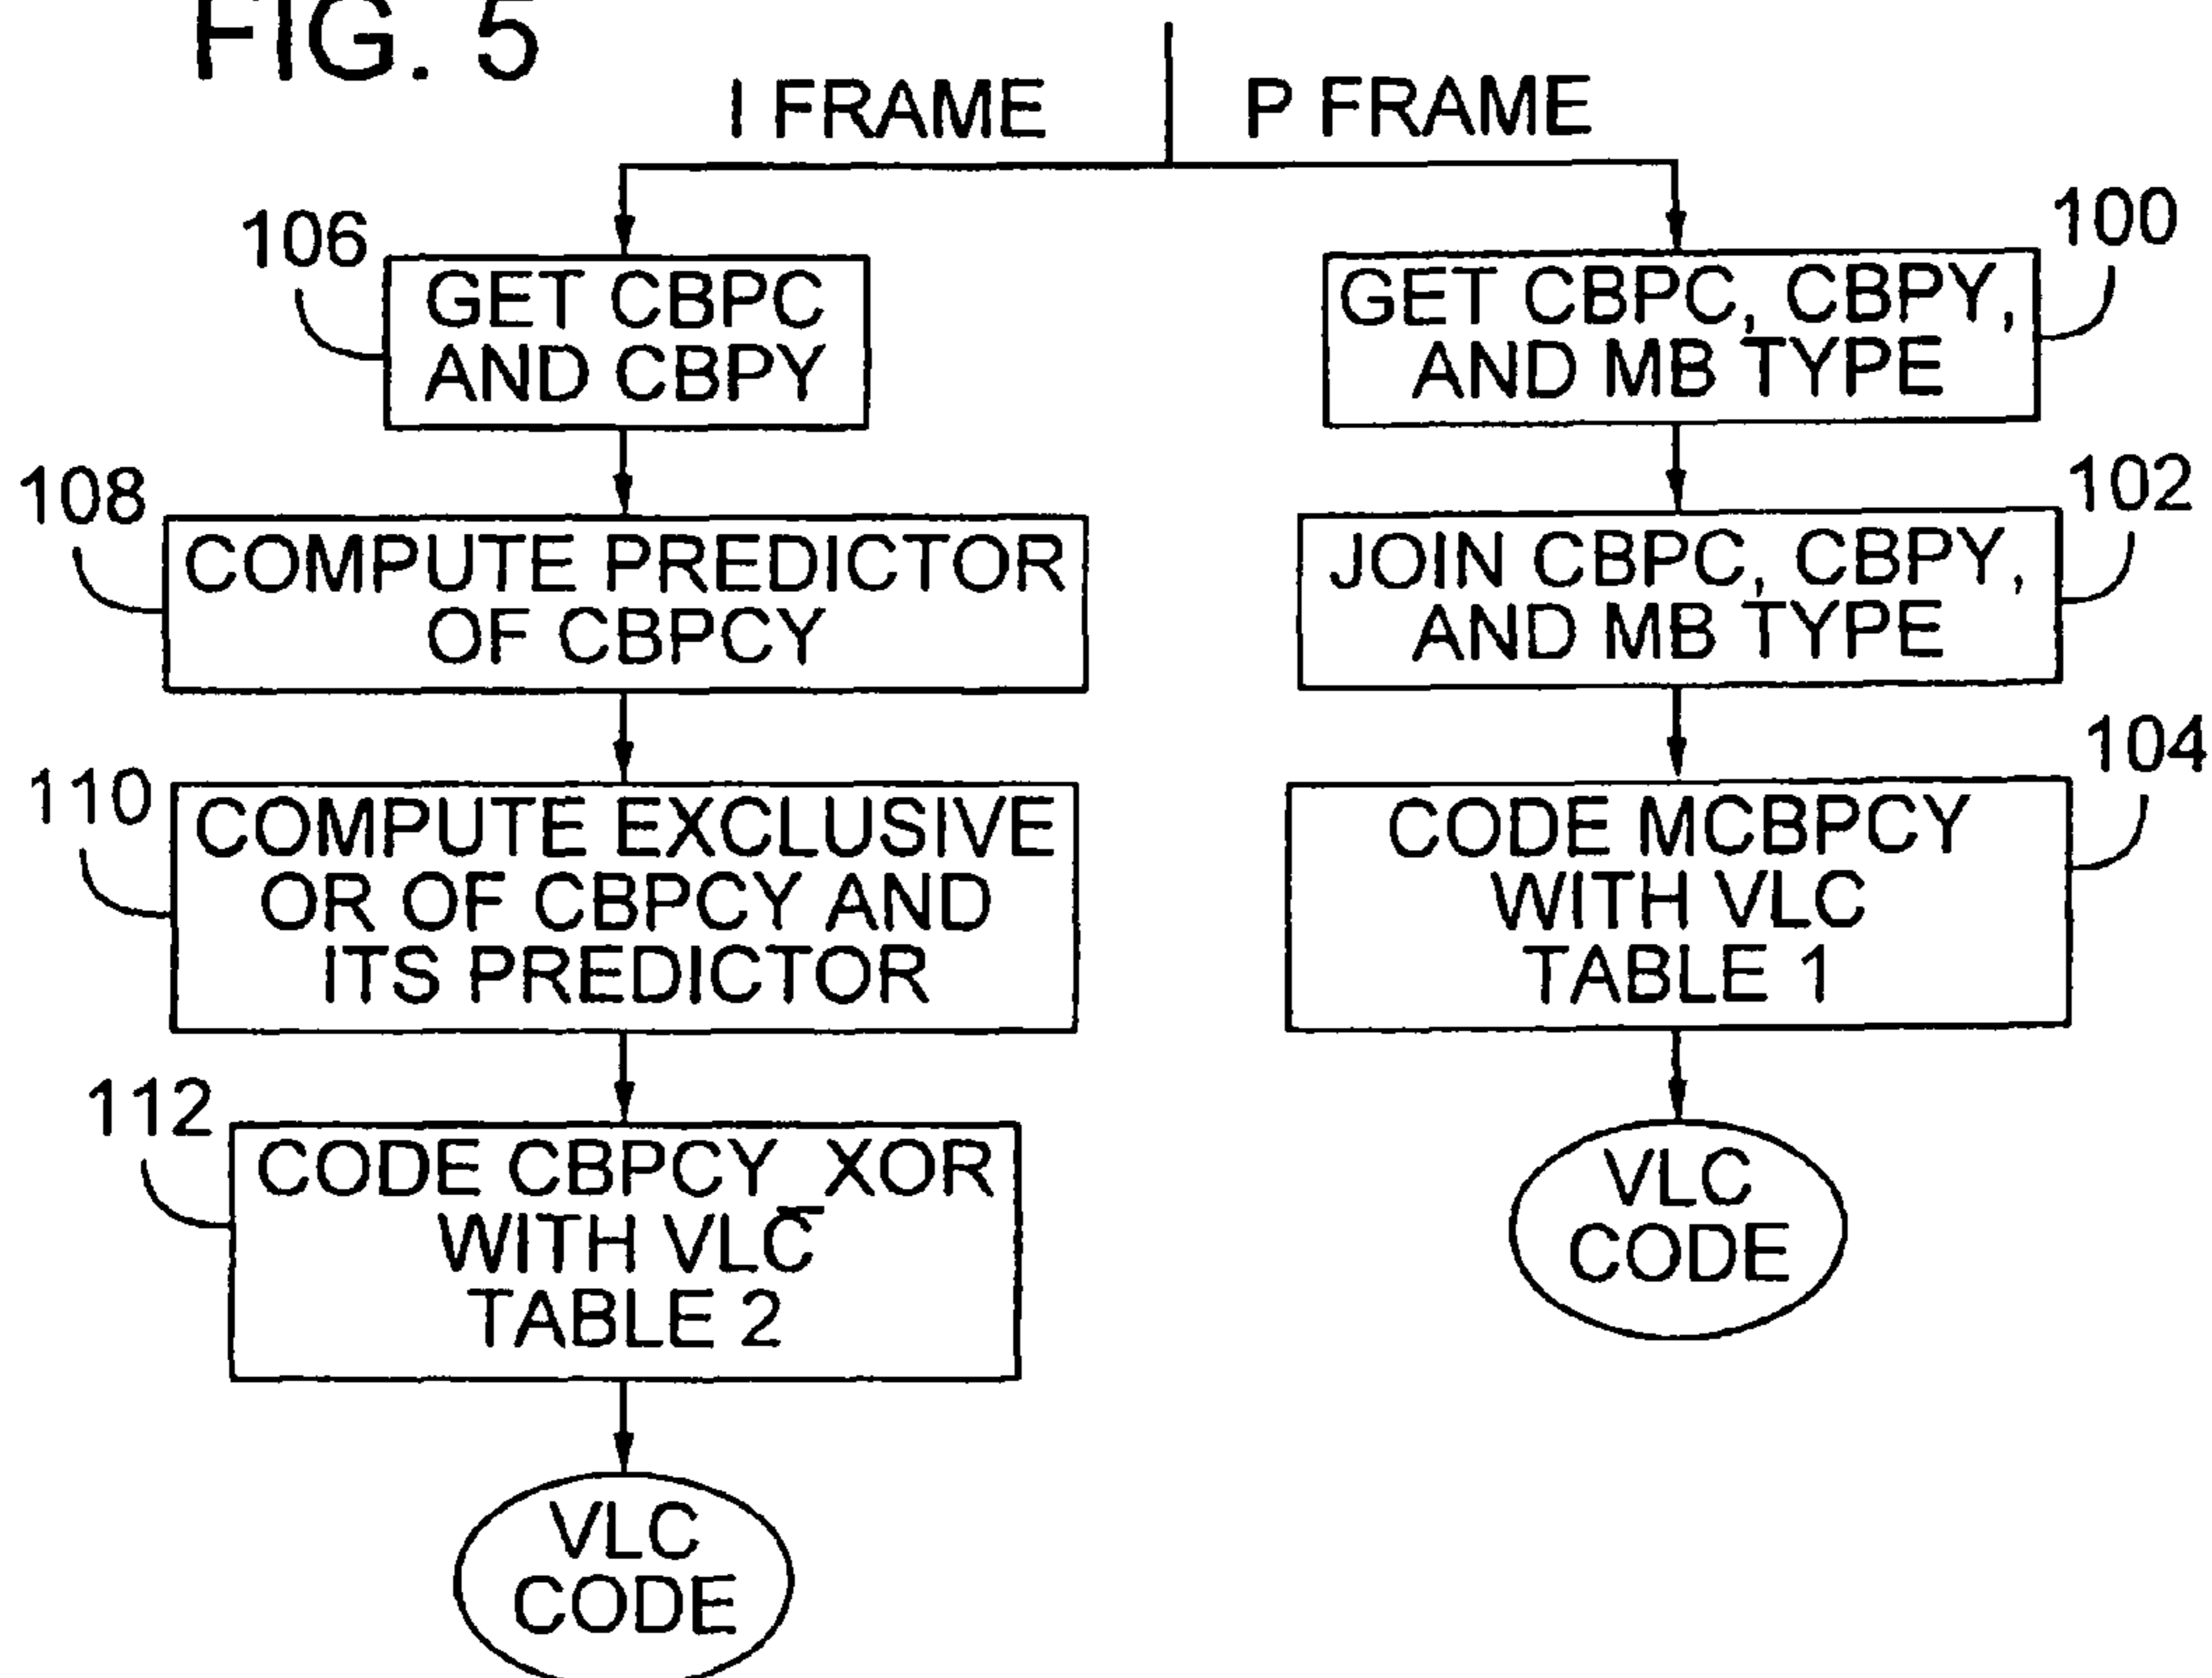 FIG. 5
I FRAME
P FRAME
106
GET CBPC
AND CBPY
108
COMPUTE PREDICTOR
OF CBPCY
110
COMPUTE EXCLUSIVE
OR OF CBPCY AND
ITS PREDICTOR
112
CODE CBPCY_XOR
WITH VLC
TABLE 2
VLC
CODE
100
GET CBPC, CBPY,
AND MB TYPE
102
JOIN CBPC, CBPY,
AND MB TYPE
104
CODE MCBPCY
WITH VLC
TABLE 1
VLC
CODE